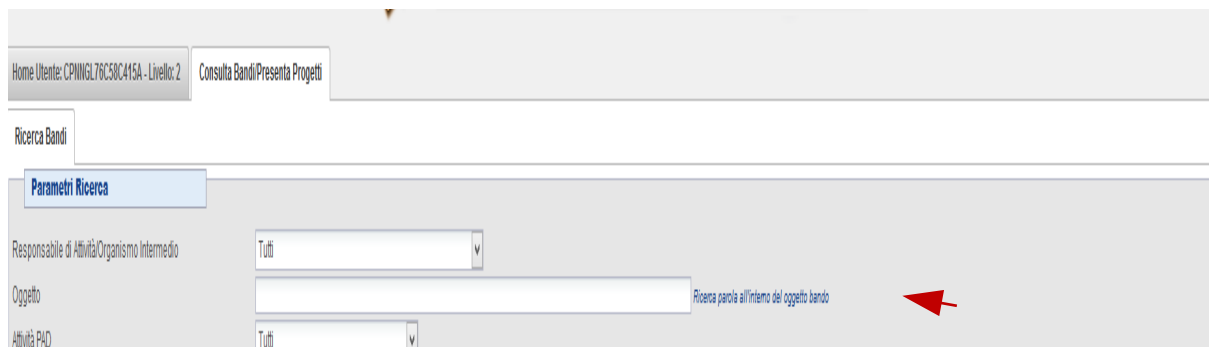 Home Utente: CPNNGL76C58C415A - Livello: 2 Consulta Bandi/Presenta Progetti
Ricerca Bandi
Parametri Ricerca
Responsabile di Attività/Organismo Intermedio Tutti
Oggetto Ricerca parola all'interno del oggetto bando
Attività PAD Tutti